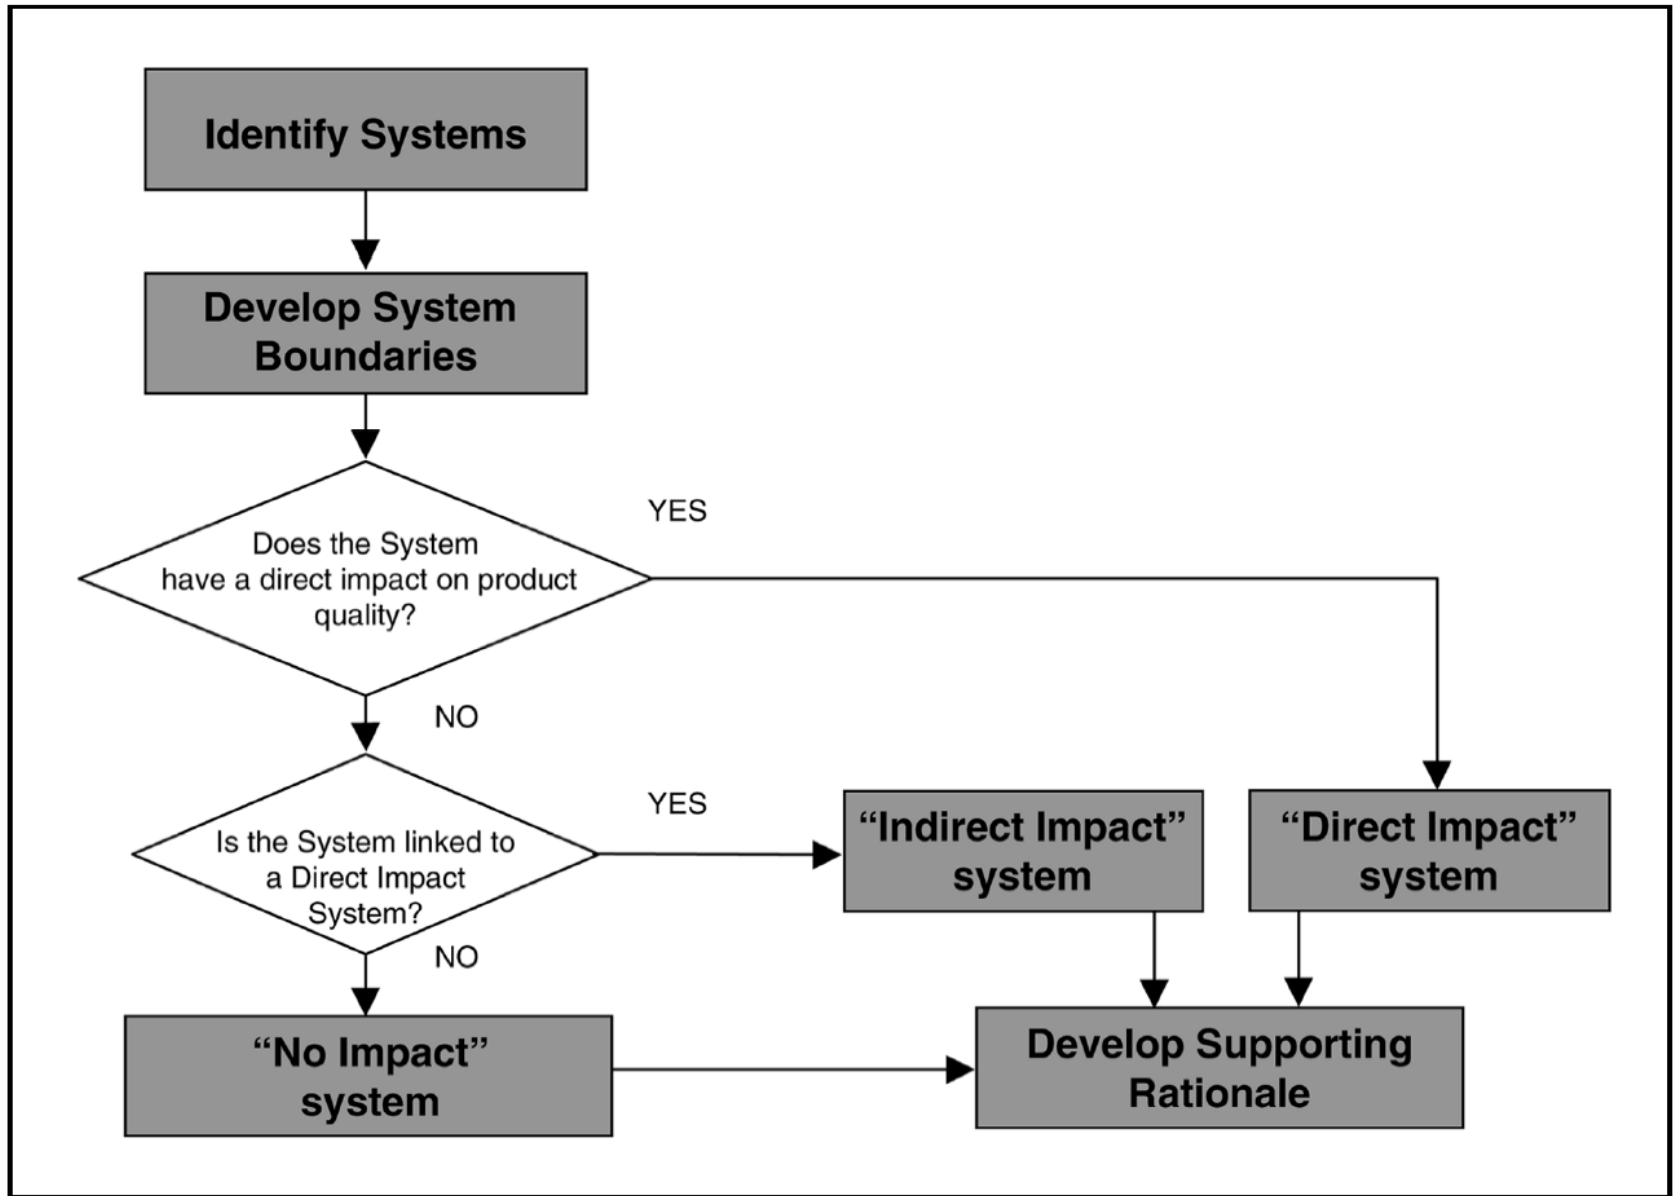 Identify Systems
Develop System
Boundaries
Does the System
have a direct impact on product
quality?
YES
NO
Is the System linked to
a Direct Impact
System?
YES
“Indirect Impact”
system
“Direct Impact”
system
NO
“No Impact”
system
Develop Supporting
Rationale